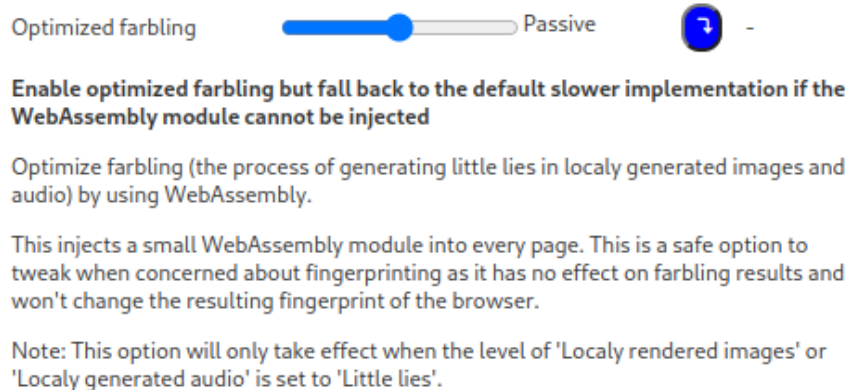 Optimized farbling Passive -
Enable optimized farbling but fall back to the default slower implementation if the
WebAssembly module cannot be injected
Optimize farbling (the process of generating little lies in localy generated images and
audio) by using WebAssembly.
This injects a small WebAssembly module into every page. This is a safe option to
tweak when concerned about fingerprinting as it has no effect on farbling results and
won't change the resulting fingerprint of the browser.
Note: This option will only take effect when the level of 'Localy rendered images' or
'Localy generated audio' is set to 'Little lies'.